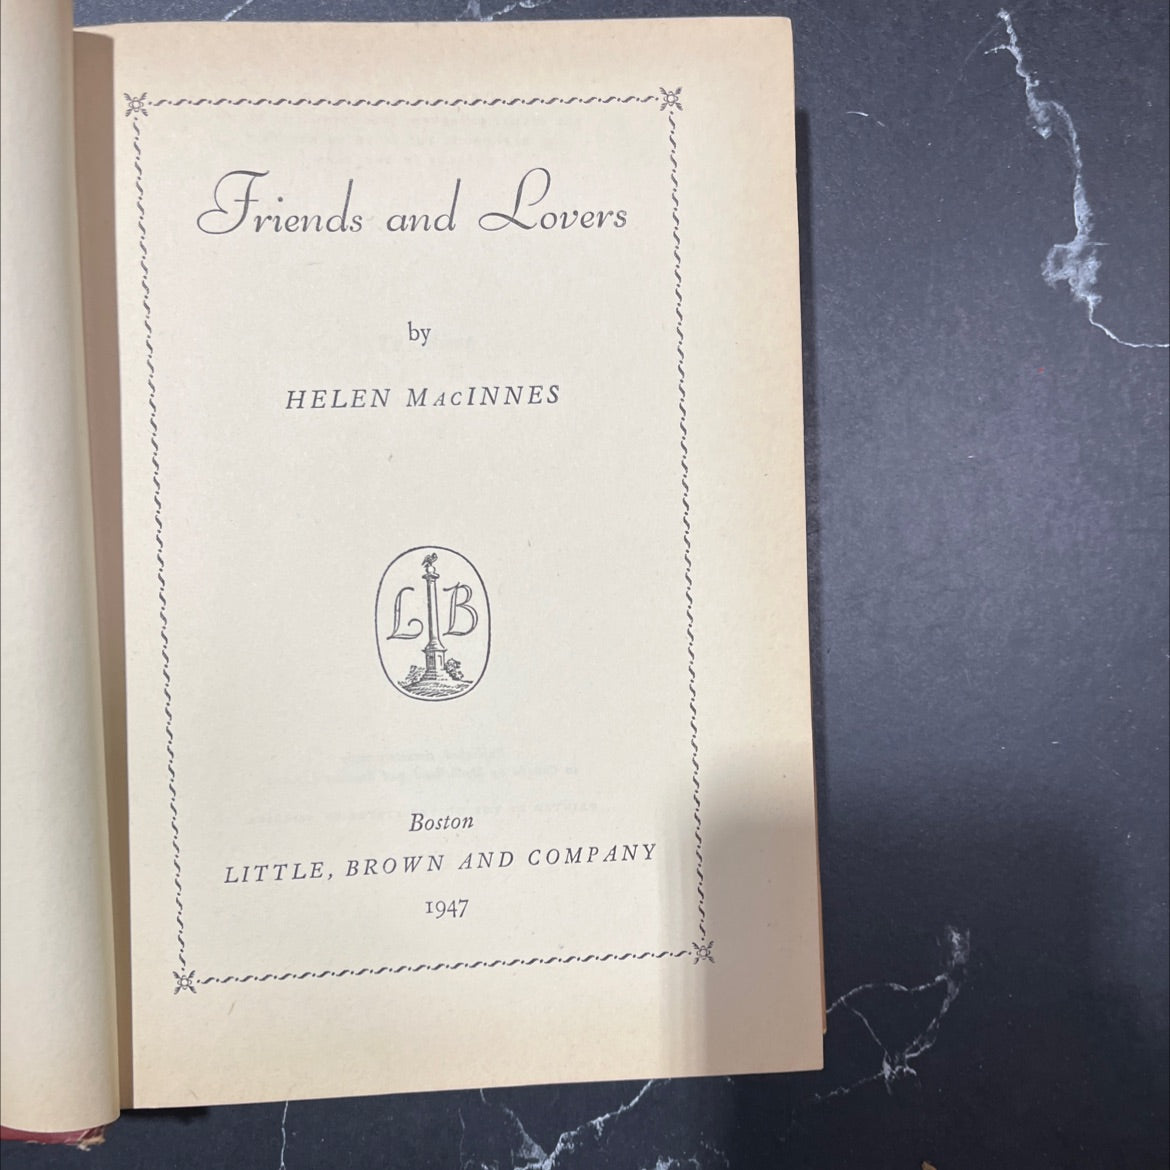 Friends and Lovers
by
HELEN MACINNES
L B
Boston
LITTLE, BROWN AND COMPANY
1947